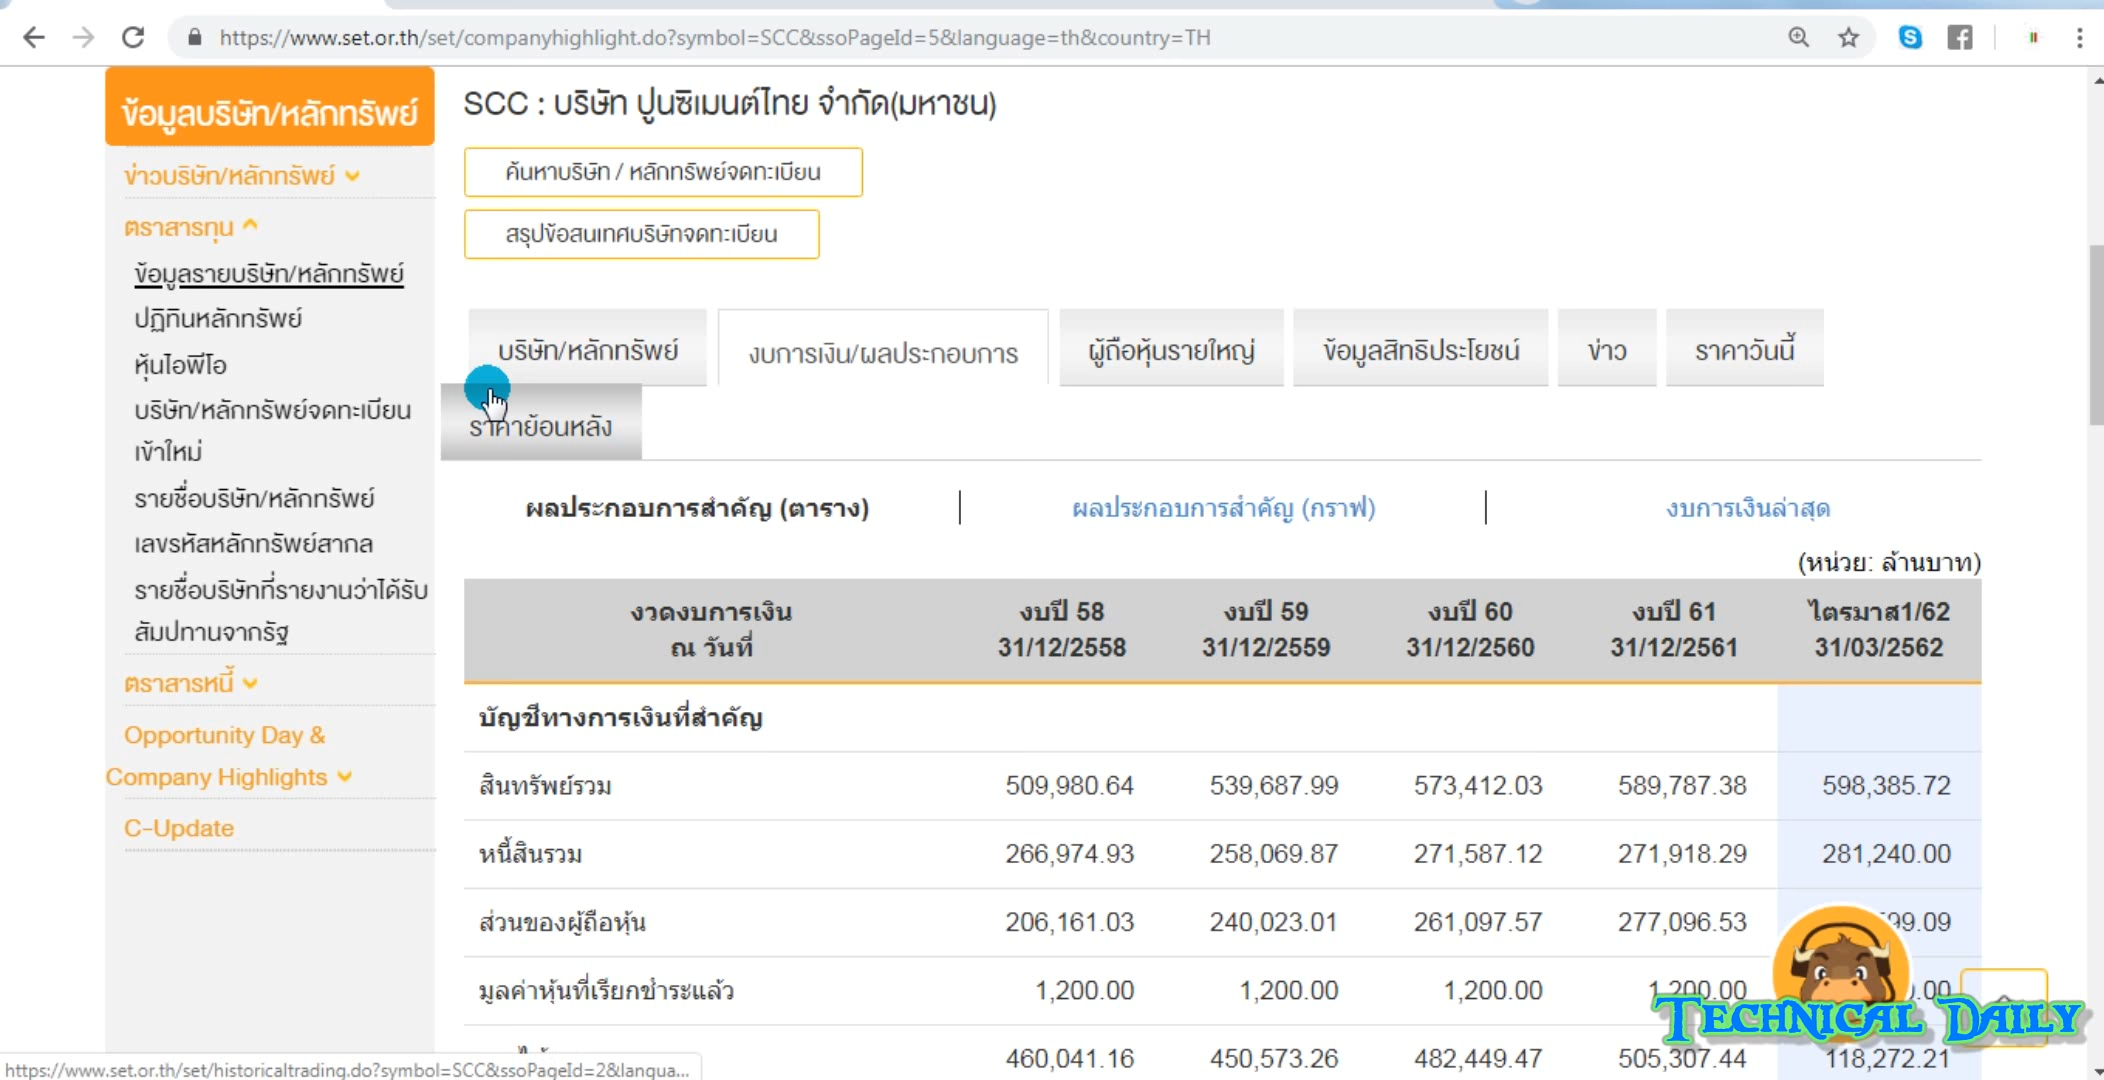 https://www.set.or.th/set/companyhighlight.do?symbol=SCC&ssoPageId=5&language=th&country=TH
ข้อมูลบริษัท/หลักทรัพย์
ข่าวบริษัท/หลักทรัพย์
ตราสารทุน
ข้อมูลรายบริษัท/หลักทรัพย์
ปฏิทินหลักทรัพย์
หุ้นไอพีโอ
บริษัท/หลักทรัพย์จดทะเบียน
เข้าใหม่
รายชื่อบริษัท/หลักทรัพย์
เลขรหัสหลักทรัพย์สากล
รายชื่อบริษัทที่รายงานว่าได้รับ
สัมปทานจากรัฐ
ตราสารหนี้
Opportunity Day &
Company Highlights
C-Update
SCC : บริษัท ปูนซิเมนต์ไทย จำกัด(มหาชน)
ค้นหาบริษัท / หลักทรัพย์จดทะเบียน
สรุปข้อสนเทศบริษัทจดทะเบียน
บริษัท/หลักทรัพย์ งบการเงิน/ผลประกอบการ ผู้ถือหุ้นรายใหญ่ ข้อมูลสิทธิประโยชน์ ข่าว ราคาวันนี้
ราคาย้อนหลัง
ผลประกอบการสำคัญ (ตาราง) | ผลประกอบการสำคัญ (กราฟ) | งบการเงินล่าสุด
(หน่วย: ล้านบาท)
งวดงบการเงิน งบปี 58 งบปี 59 งบปี 60 งบปี 61 ไตรมาส1/62
ณ วันที่ 31/12/2558 31/12/2559 31/12/2560 31/12/2561 31/03/2562
บัญชีทางการเงินที่สำคัญ
สินทรัพย์รวม 509,980.64 539,687.99 573,412.03 589,787.38 598,385.72
หนี้สินรวม 266,974.93 258,069.87 271,587.12 271,918.29 281,240.00
ส่วนของผู้ถือหุ้น 206,161.03 240,023.01 261,097.57 277,096.53
มูลค่าหุ้นที่เรียกชำระแล้ว 1,200.00 1,200.00 1,200.00 1,200.00
460,041.16 450,573.26 482,449.47 505,307.44 118,272.21
TECHNICAL DAILY
https://www.set.or.th/set/historicaltrading.do?symbol=SCC&ssoPageId=2&langua...